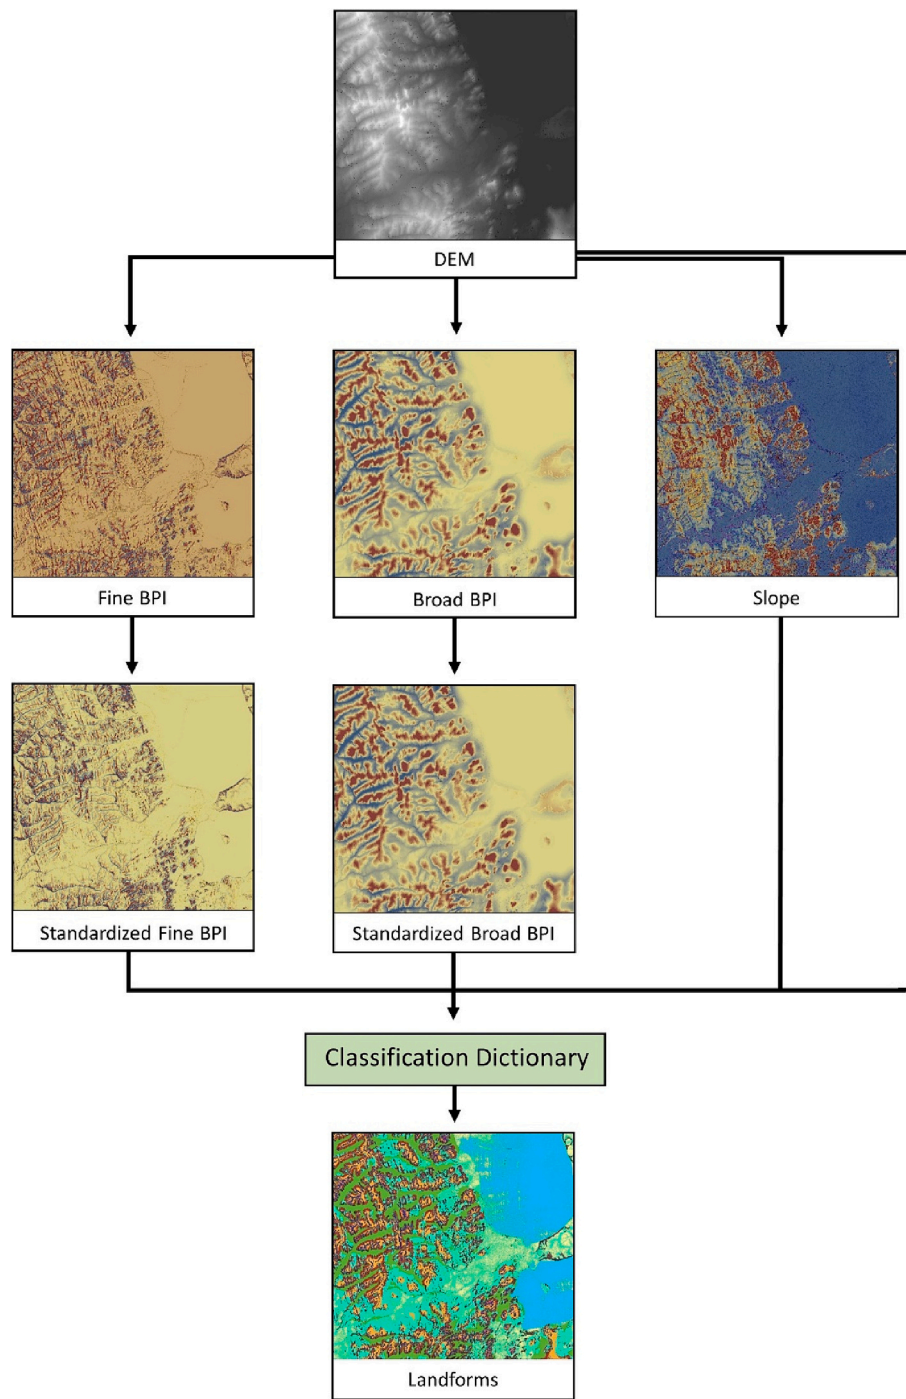 DEM
Fine BPI
Broad BPI
Slope
Standardized Fine BPI
Standardized Broad BPI
Classification Dictionary
Landforms